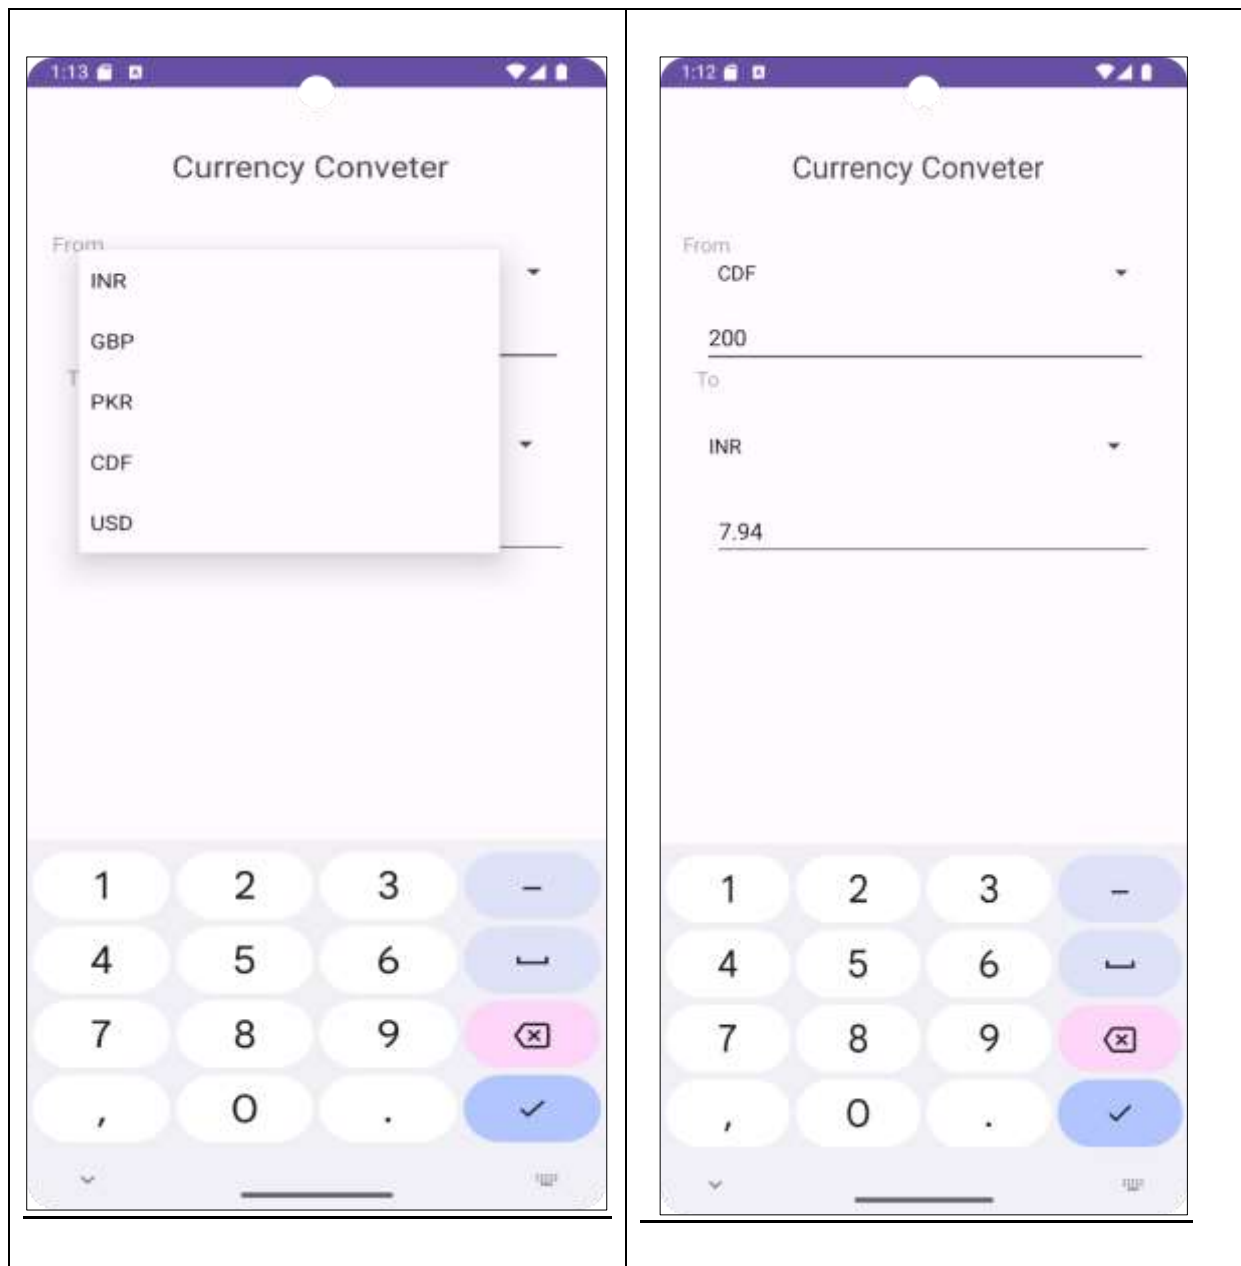 1:13
Currency Conveter
From
INR
GBP
T
PKR
CDF
USD
1 2 3 –
4 5 6
7 8 9
, 0 .
1:12
Currency Conveter
From
CDF
200
To
INR
7.94
1 2 3 –
4 5 6
7 8 9
, 0 .